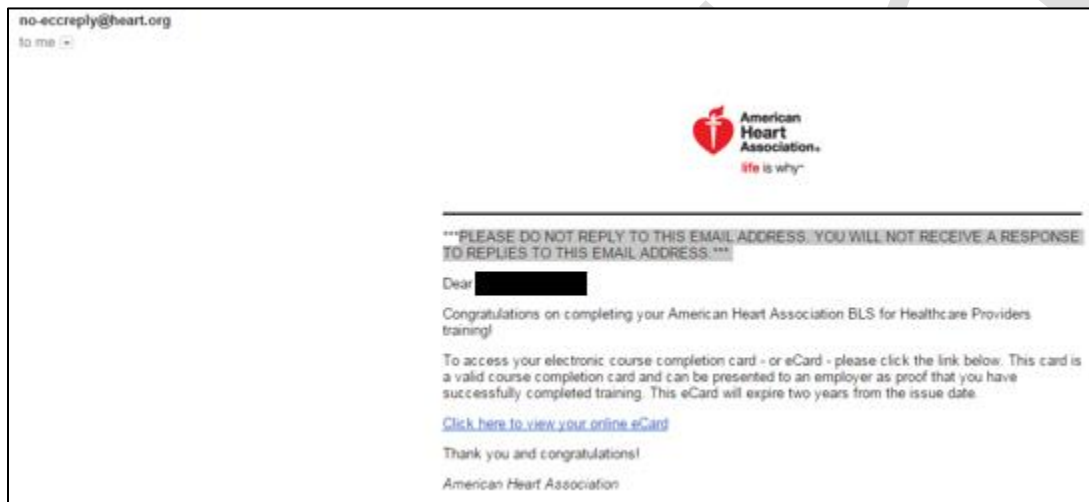 no-eccreply@heart.org
to me
American
Heart
Association®
life is why™
***PLEASE DO NOT REPLY TO THIS EMAIL ADDRESS. YOU WILL NOT RECEIVE A RESPONSE
TO REPLIES TO THIS EMAIL ADDRESS.***
Dear
Congratulations on completing your American Heart Association BLS for Healthcare Providers
training!
To access your electronic course completion card - or eCard - please click the link below. This card is
a valid course completion card and can be presented to an employer as proof that you have
successfully completed training. This eCard will expire two years from the issue date.
Click here to view your online eCard
Thank you and congratulations!
American Heart Association